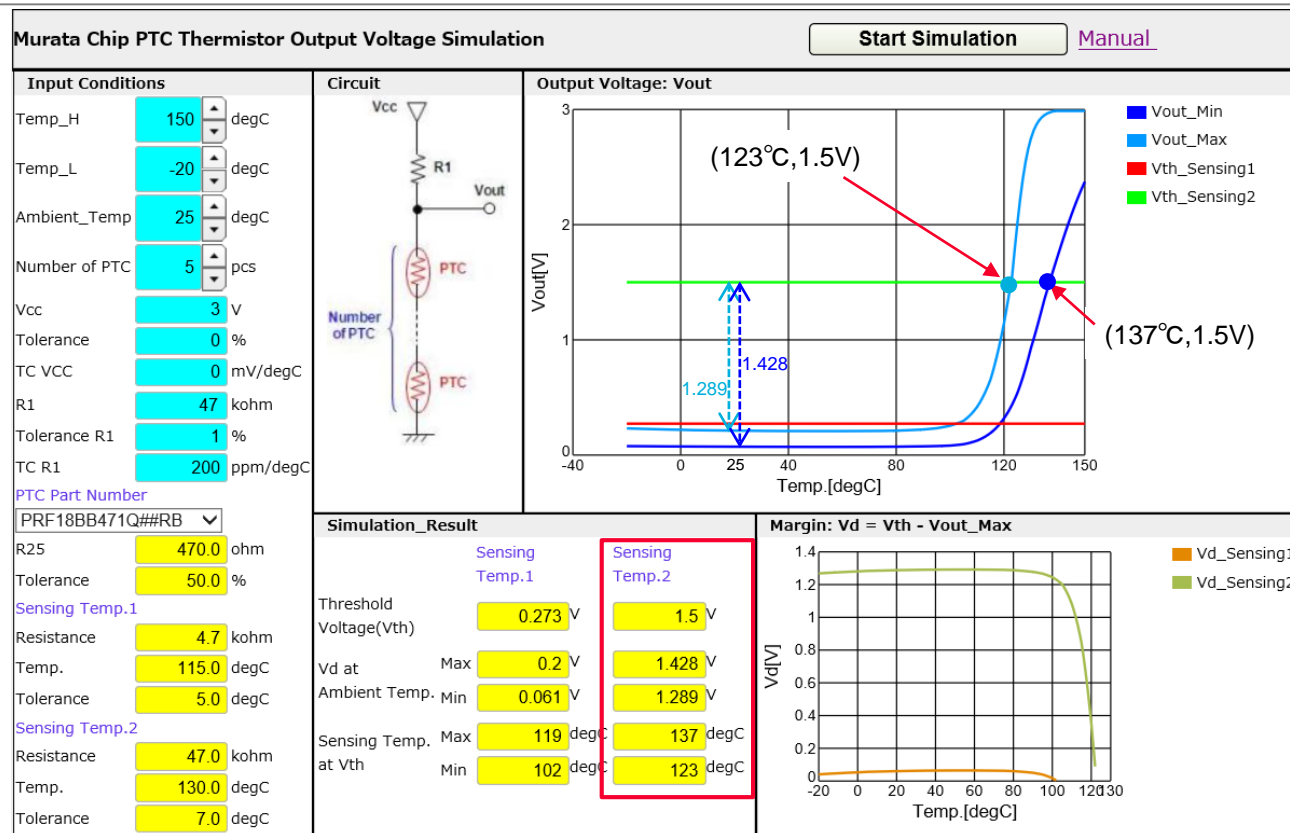 Murata Chip PTC Thermistor Output Voltage Simulation
Start Simulation
Manual
Input Conditions
Temp_H 150 degC
Temp_L -20 degC
Ambient_Temp 25 degC
Number of PTC 5 pcs
Vcc 3 V
Tolerance 0 %
TC VCC 0 mV/degC
R1 47 kohm
Tolerance R1 1 %
TC R1 200 ppm/degC
PTC Part Number
PRF18BB471Q##RB
R25 470.0 ohm
Tolerance 50.0 %
Sensing Temp.1
Resistance 4.7 kohm
Temp. 115.0 degC
Tolerance 5.0 degC
Sensing Temp.2
Resistance 47.0 kohm
Temp. 130.0 degC
Tolerance 7.0 degC
Circuit
Vcc
R1
Vout
PTC
Number
of PTC
PTC
Output Voltage: Vout
3
2
1
0
Vout[V]
-40 0 25 40 80 120 150
Temp.[degC]
(123℃,1.5V)
(137℃,1.5V)
1.428
1.289
Vout_Min
Vout_Max
Vth_Sensing1
Vth_Sensing2
Simulation_Result
Sensing Sensing
Temp.1 Temp.2
Threshold
Voltage(Vth) 0.273 V 1.5 V
Vd at Max 0.2 V 1.428 V
Ambient Temp. Min 0.061 V 1.289 V
Sensing Temp. Max 119 degC 137 degC
at Vth Min 102 degC 123 degC
Margin: Vd = Vth - Vout_Max
1.4
1.2
1
0.8
0.6
0.4
0.2
0
Vd[V]
-20 0 20 40 60 80 100 120 130
Temp.[degC]
Vd_Sensing1
Vd_Sensing2